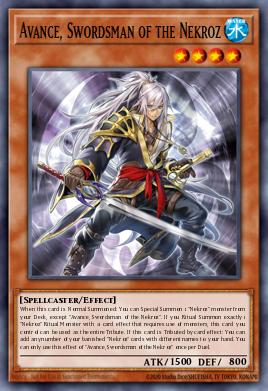 AVANCE, SWORDSMAN OF THE NEKROZ
WATER
水
[SPELLCASTER/EFFECT]
When this card is Normal Summoned: You can Special Summon 1 "Nekroz" monster from
your Deck, except "Avance, Swordsman of the Nekroz". If you Ritual Summon exactly 1
"Nekroz" Ritual Monster with a card effect that requires use of monsters, this card you
control can be used as the entire Tribute. If this card is Tributed by card effect: You can
add any number of your banished "Nekroz" cards with different names to your hand. You
can only use this effect of "Avance, Swordsman of the Nekroz" once per Duel.
ATK/1500 DEF/ 800